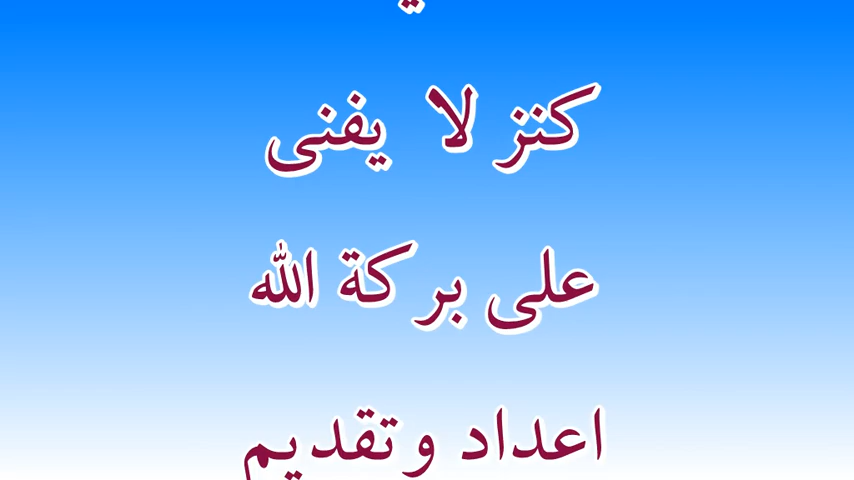 كنز لا يفنى
على بركة الله
اعداد وتقديم